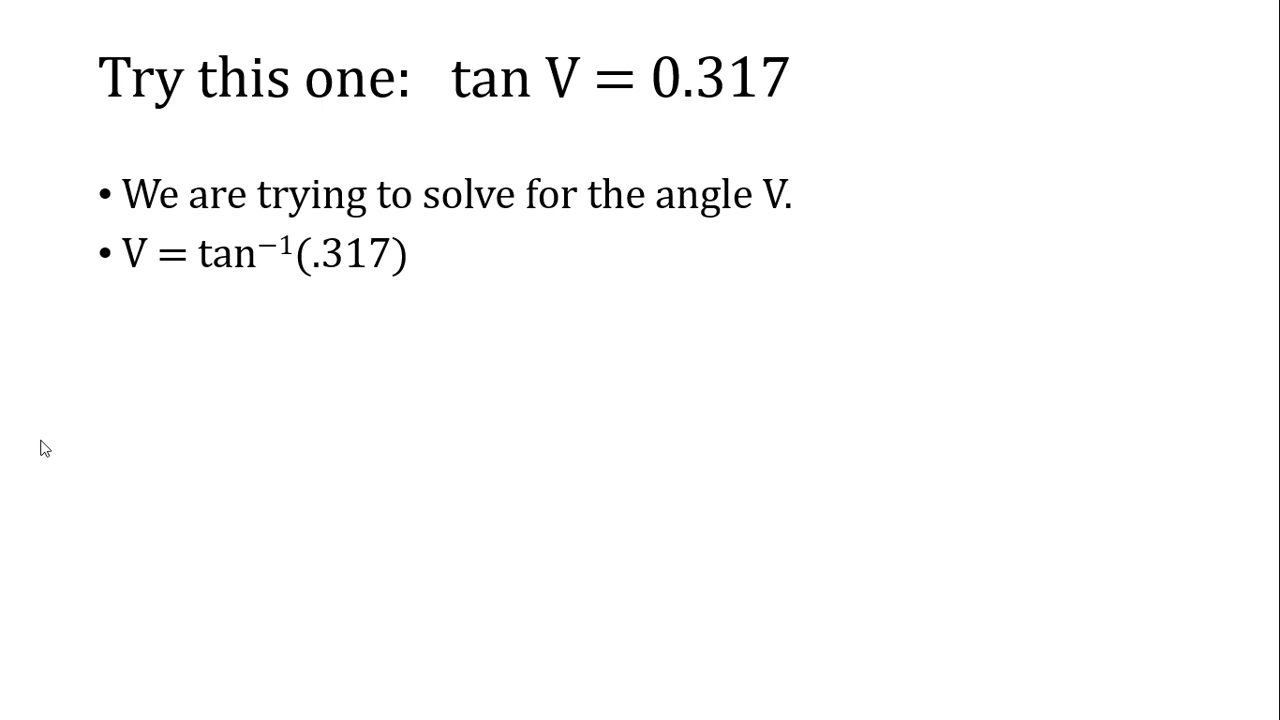 Try this one: tan V = 0.317
• We are trying to solve for the angle V.
• V = tan⁻¹(.317)